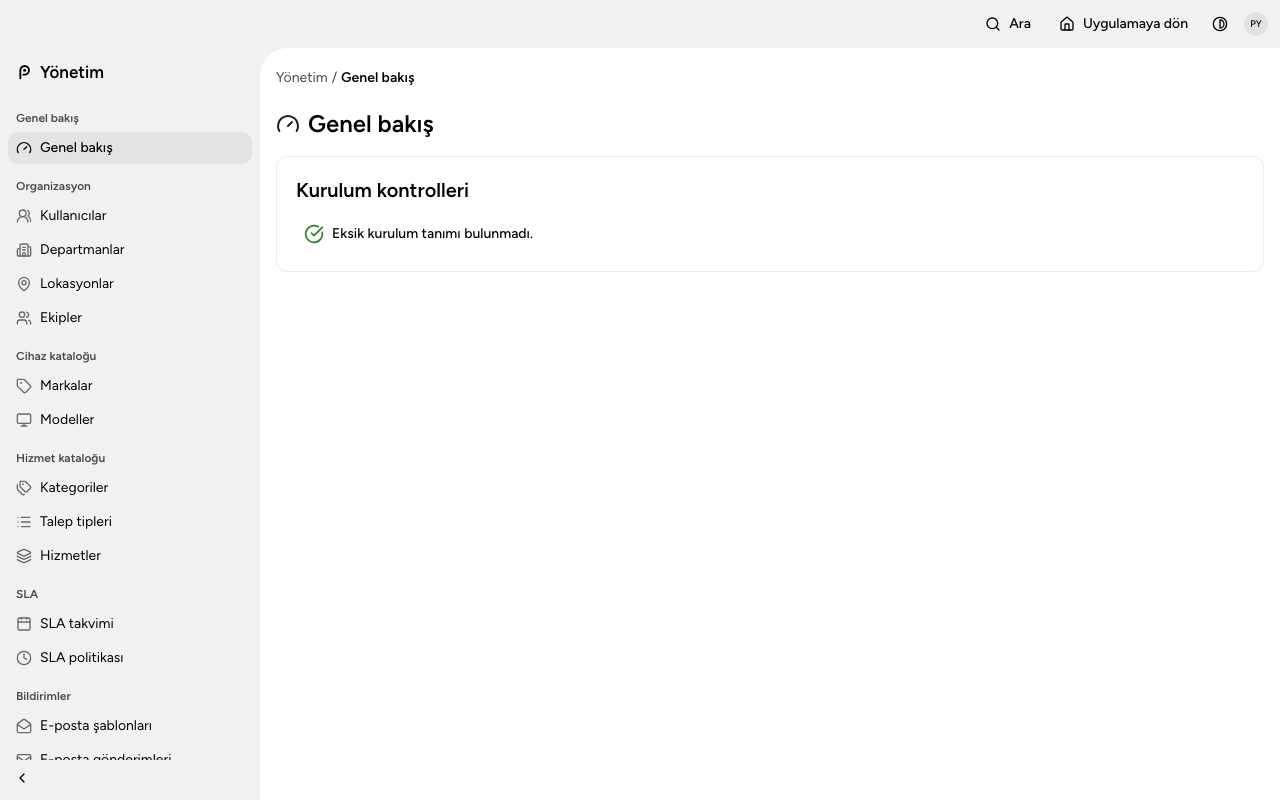 Ara
Uygulamaya dön
PY
Yönetim
Genel bakış
Genel bakış
Organizasyon
Kullanıcılar
Departmanlar
Lokasyonlar
Ekipler
Cihaz kataloğu
Markalar
Modeller
Hizmet kataloğu
Kategoriler
Talep tipleri
Hizmetler
SLA
SLA takvimi
SLA politikası
Bildirimler
E-posta şablonları
E-posta gönderimleri
Yönetim / Genel bakış
Genel bakış
Kurulum kontrolleri
Eksik kurulum tanımı bulunmadı.